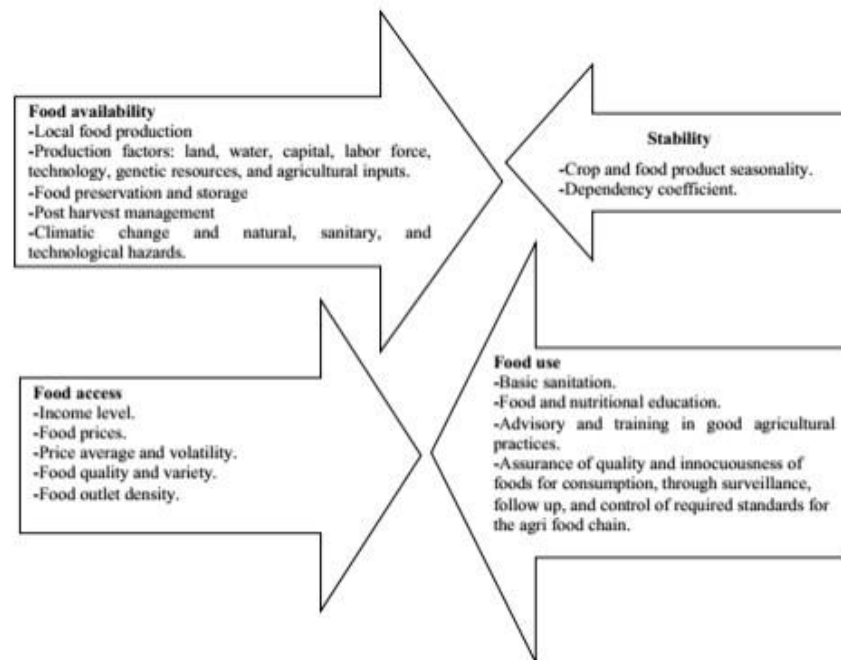 Food availability
-Local food production
-Production factors: land, water, capital, labor force,
technology, genetic resources, and agricultural inputs.
-Food preservation and storage
-Post harvest management
-Climatic change and natural, sanitary, and
technological hazards.
Stability
-Crop and food product seasonality.
-Dependency coefficient.
Food access
-Income level.
-Food prices.
-Price average and volatility.
-Food quality and variety.
-Food outlet density.
Food use
-Basic sanitation.
-Food and nutritional education.
-Advisory and training in good agricultural
practices.
-Assurance of quality and innocuousness of
foods for consumption, through surveillance,
follow up, and control of required standards for
the agri food chain.